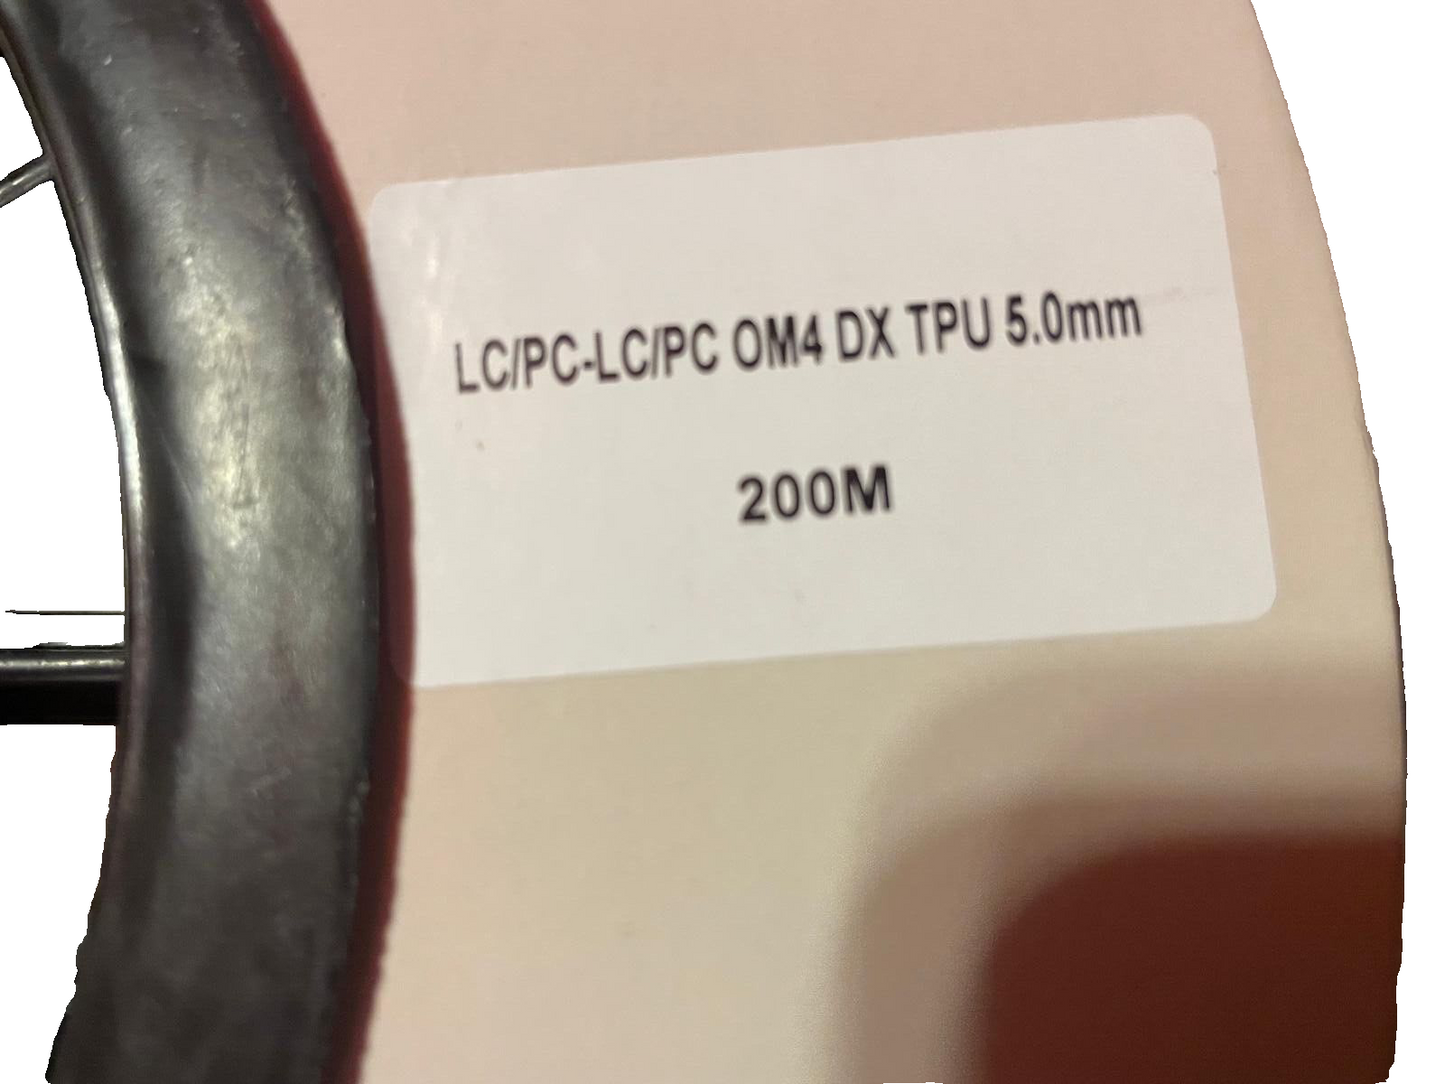 LC/PC-LC/PC OM4 DX TPU 5.0mm
200M